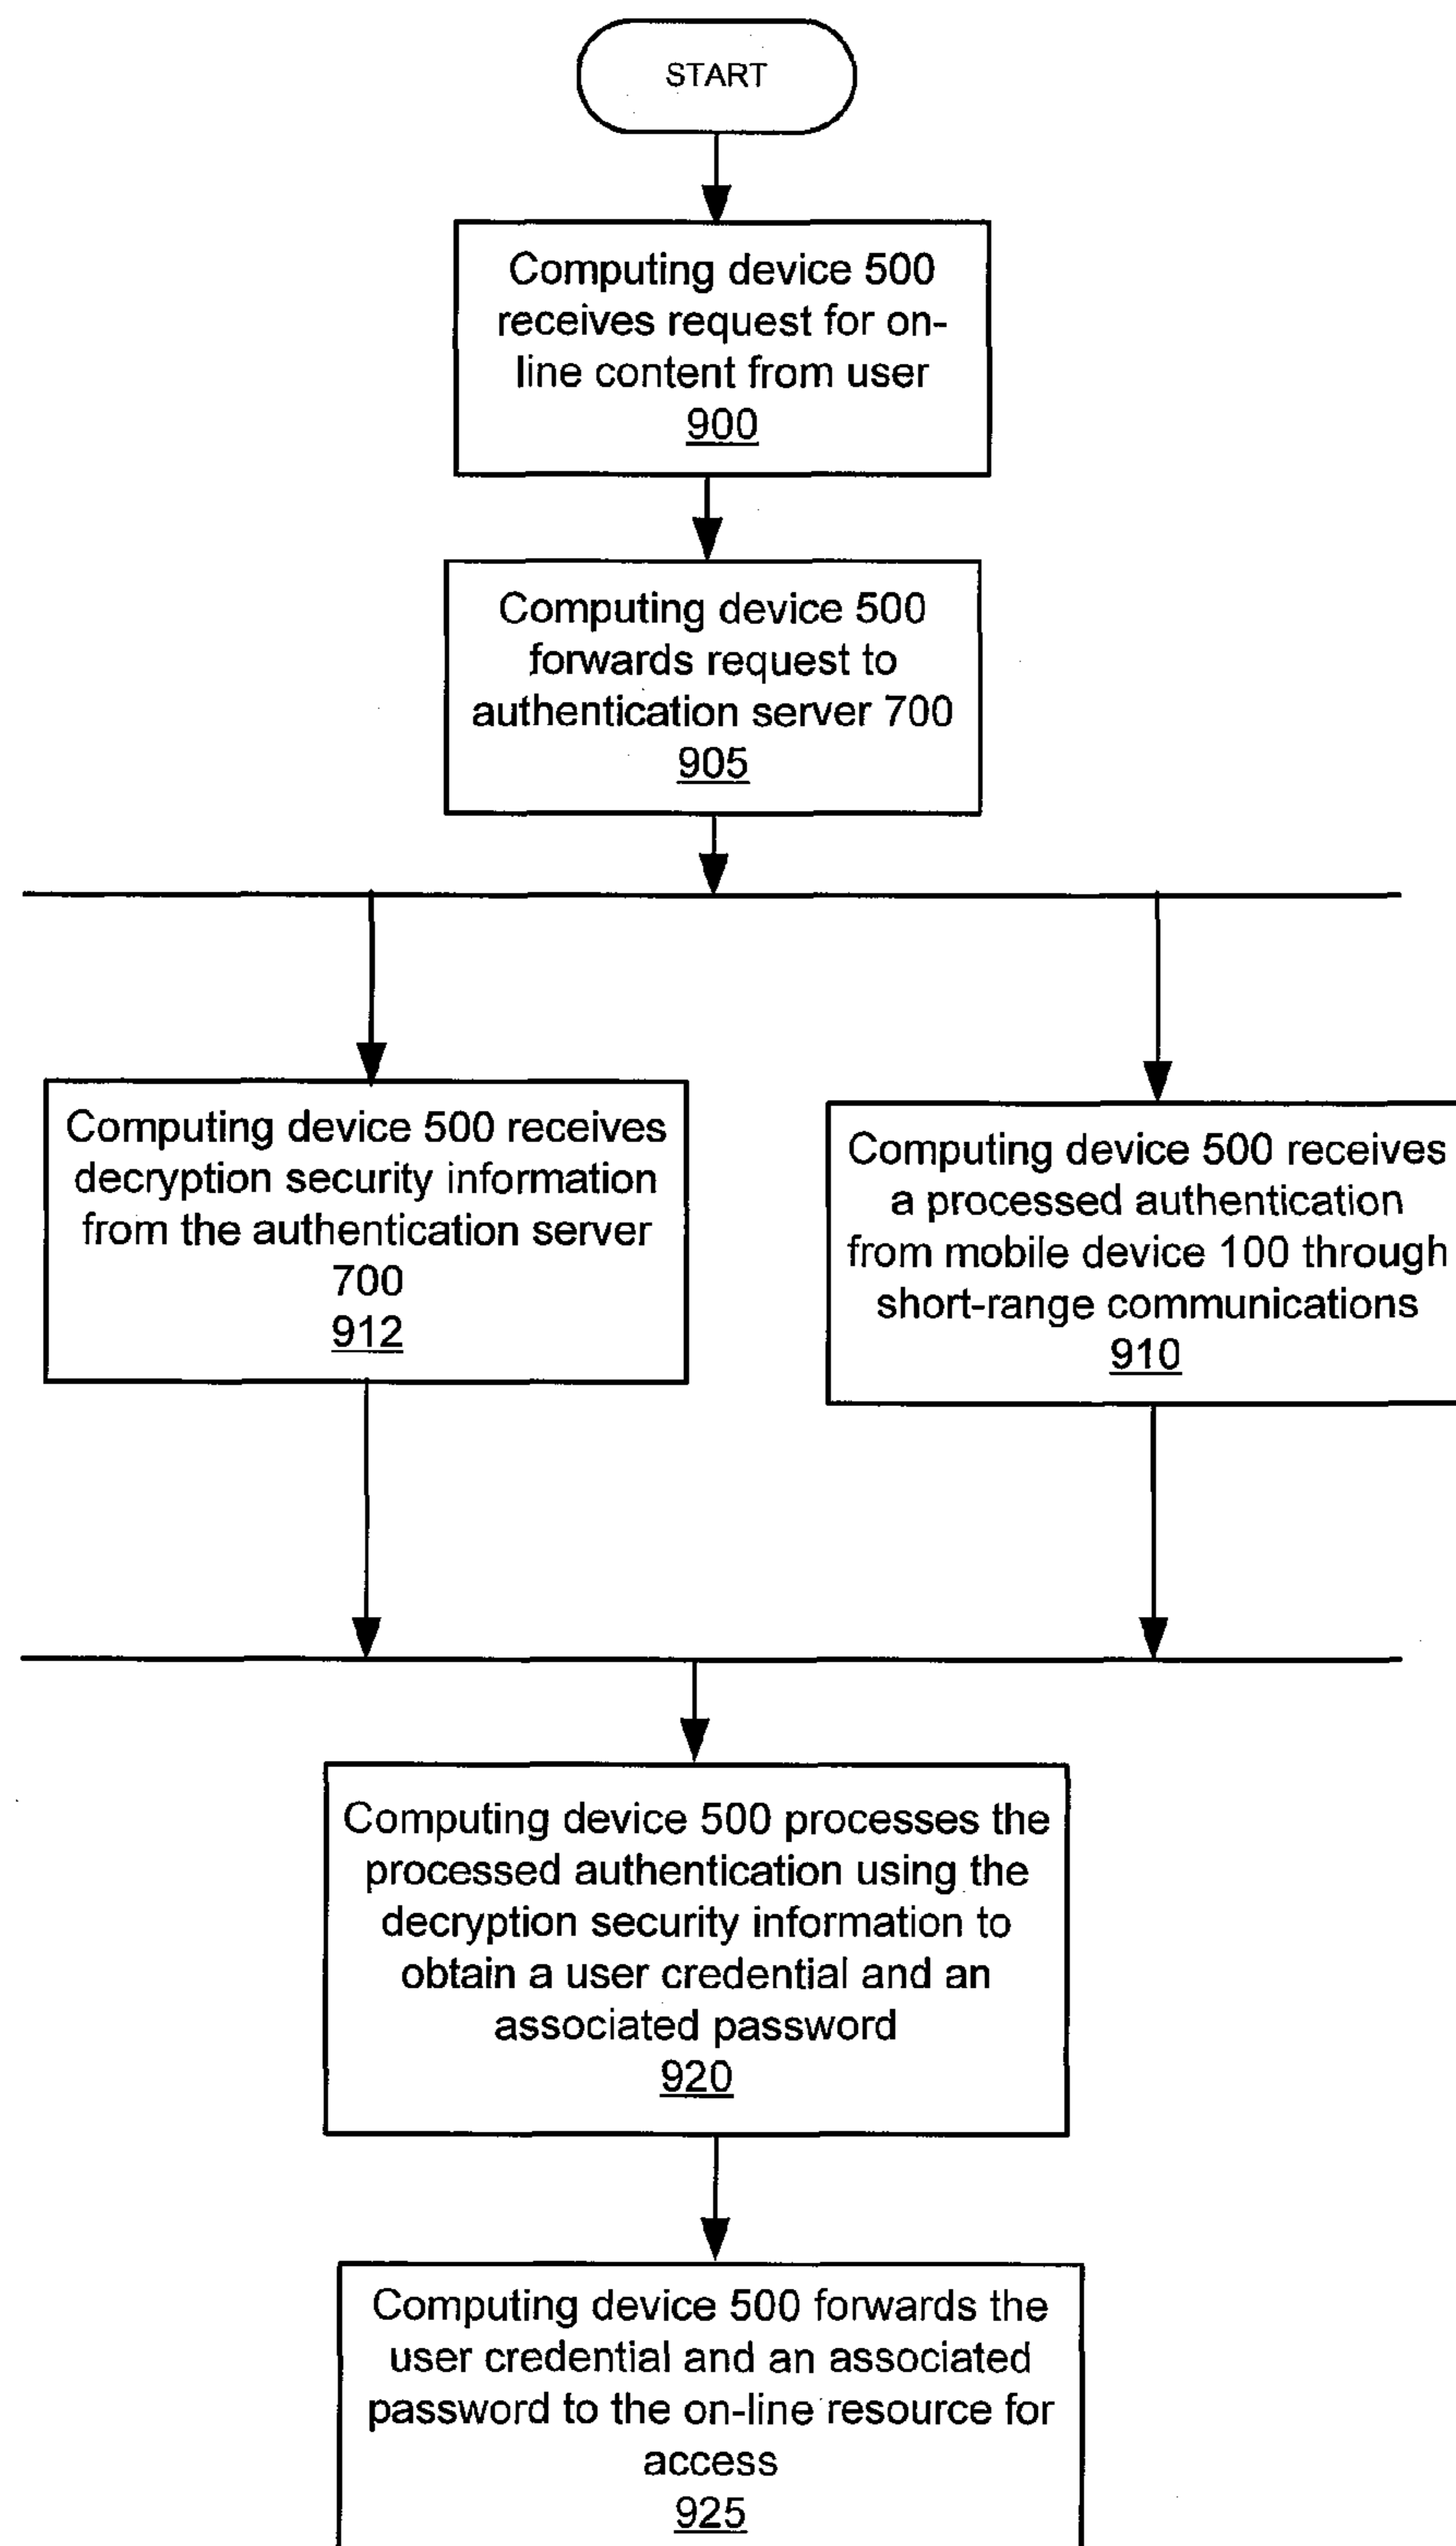 START
Computing device 500
receives request for on-
line content from user
900
Computing device 500
forwards request to
authentication server 700
905
Computing device 500 receives
decryption security information
from the authentication server
700
912
Computing device 500 receives
a processed authentication
from mobile device 100 through
short-range communications
910
Computing device 500 processes the
processed authentication using the
decryption security information to
obtain a user credential and an
associated password
920
Computing device 500 forwards the
user credential and an associated
password to the on-line resource for
access
925